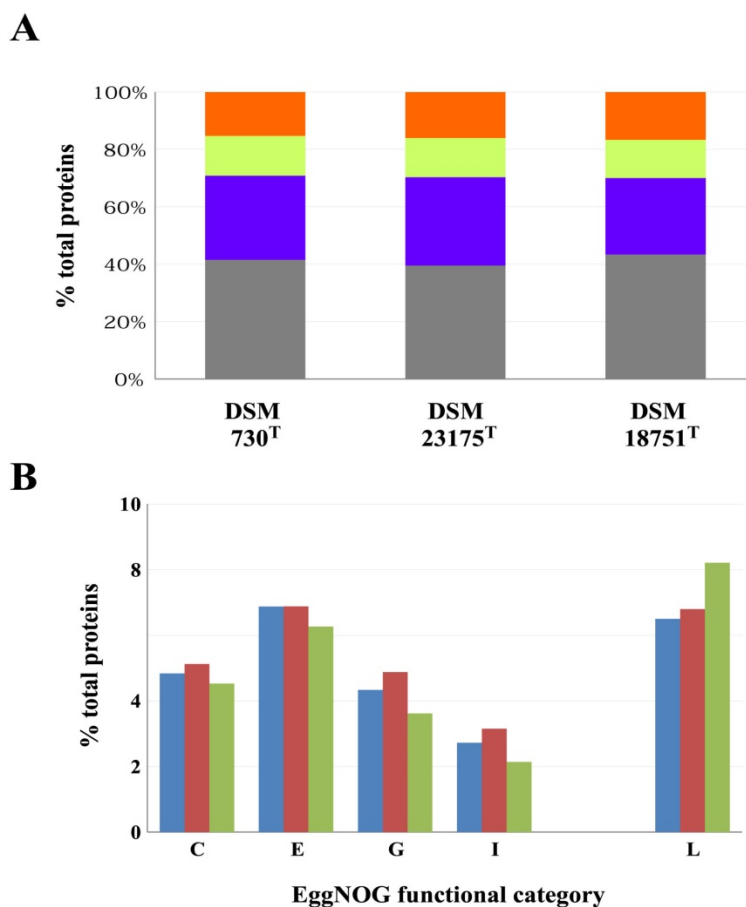 A
% total proteins
100%
80%
60%
40%
20%
0%
DSM
730ᵀ
DSM
23175ᵀ
DSM
18751ᵀ
B
% total proteins
10
8
4
2
0
C
E
G
I
L
EggNOG functional category